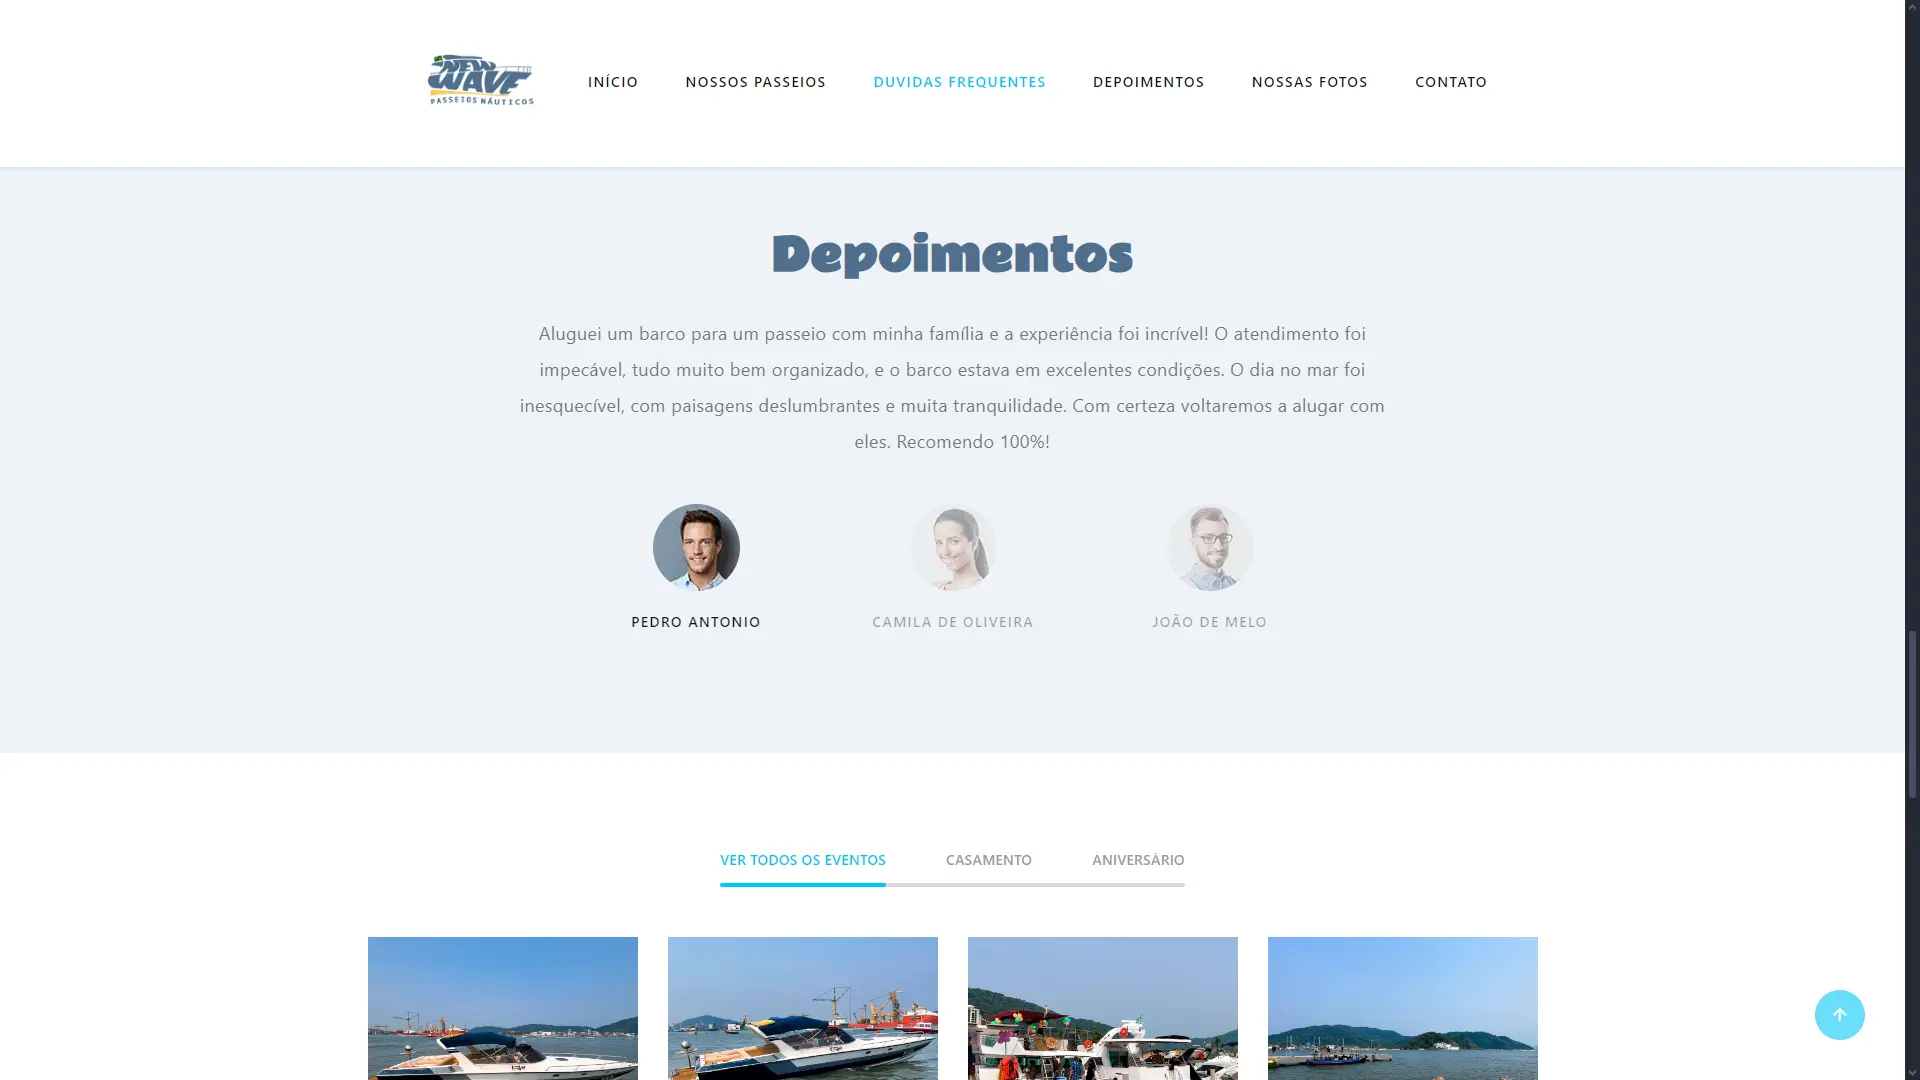 NEW
WAVE
PASSEIOS NÁUTICOS
INÍCIO
NOSSOS PASSEIOS
DUVIDAS FREQUENTES
DEPOIMENTOS
NOSSAS FOTOS
CONTATO
Depoimentos
Aluguei um barco para um passeio com minha família e a experiência foi incrível! O atendimento foi
impecável, tudo muito bem organizado, e o barco estava em excelentes condições. O dia no mar foi
inesquecível, com paisagens deslumbrantes e muita tranquilidade. Com certeza voltaremos a alugar com
eles. Recomendo 100%!
PEDRO ANTONIO
CAMILA DE OLIVEIRA
JOÃO DE MELO
VER TODOS OS EVENTOS
CASAMENTO
ANIVERSÁRIO